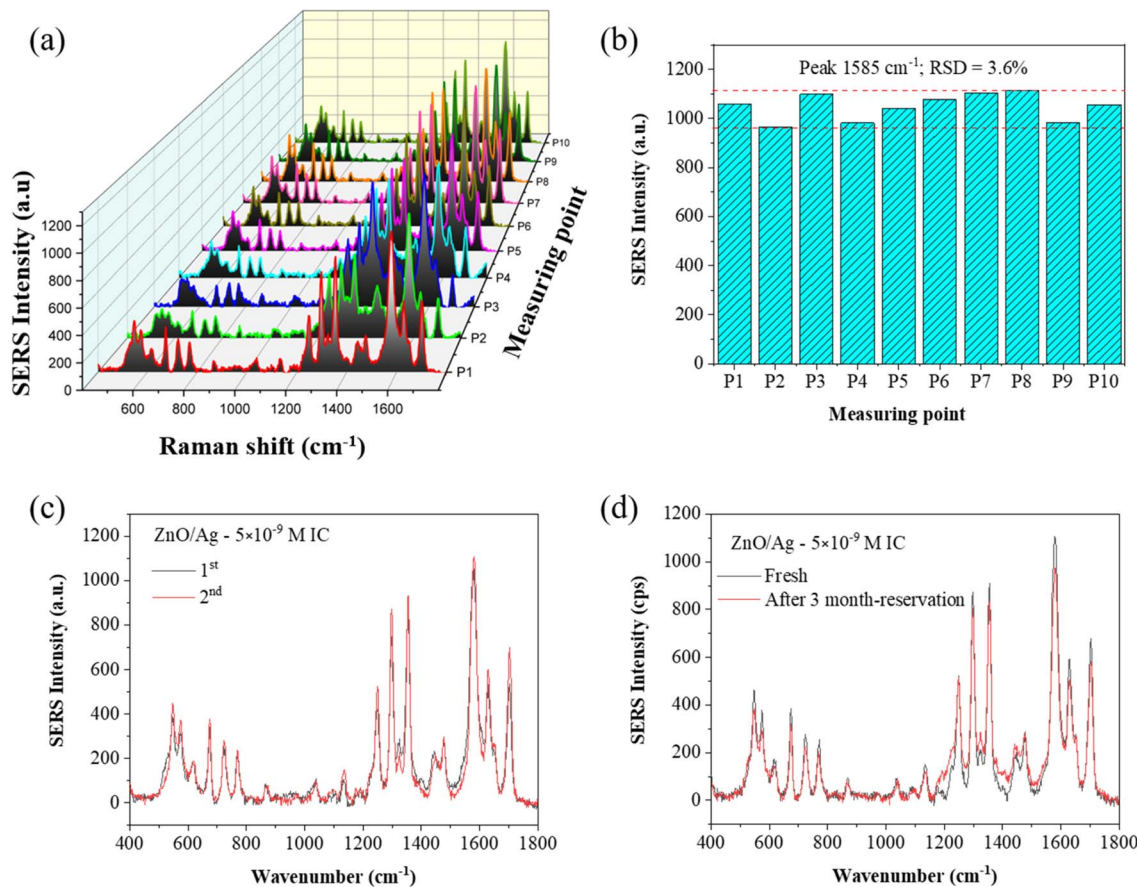 (a)
SERS Intensity (a.u)
1200
1000
800
600
400
200
0
600
800
1000
1200
1400
1600
Raman shift (cm-1)
P10
P9
P8
P7
P6
P5
P4
P3
P2
P1
Measuring point
(b)
SERS Intensity (a.u.)
1200
1000
800
600
400
200
0
Peak 1585 cm-1; RSD = 3.6%
P1 P2 P3 P4 P5 P6 P7 P8 P9 P10
Measuring point
(c)
SERS Intensity (a.u.)
1200
1000
800
600
400
200
0
ZnO/Ag - 5×10-9 M IC
1st
2nd
400 600 800 1000 1200 1400 1600 1800
Wavenumber (cm-1)
(d)
SERS Intensity (cps)
1200
1000
800
600
400
200
0
ZnO/Ag - 5×10-9 M IC
Fresh
After 3 month-reservation
400 600 800 1000 1200 1400 1600 1800
Wavenumber (cm-1)